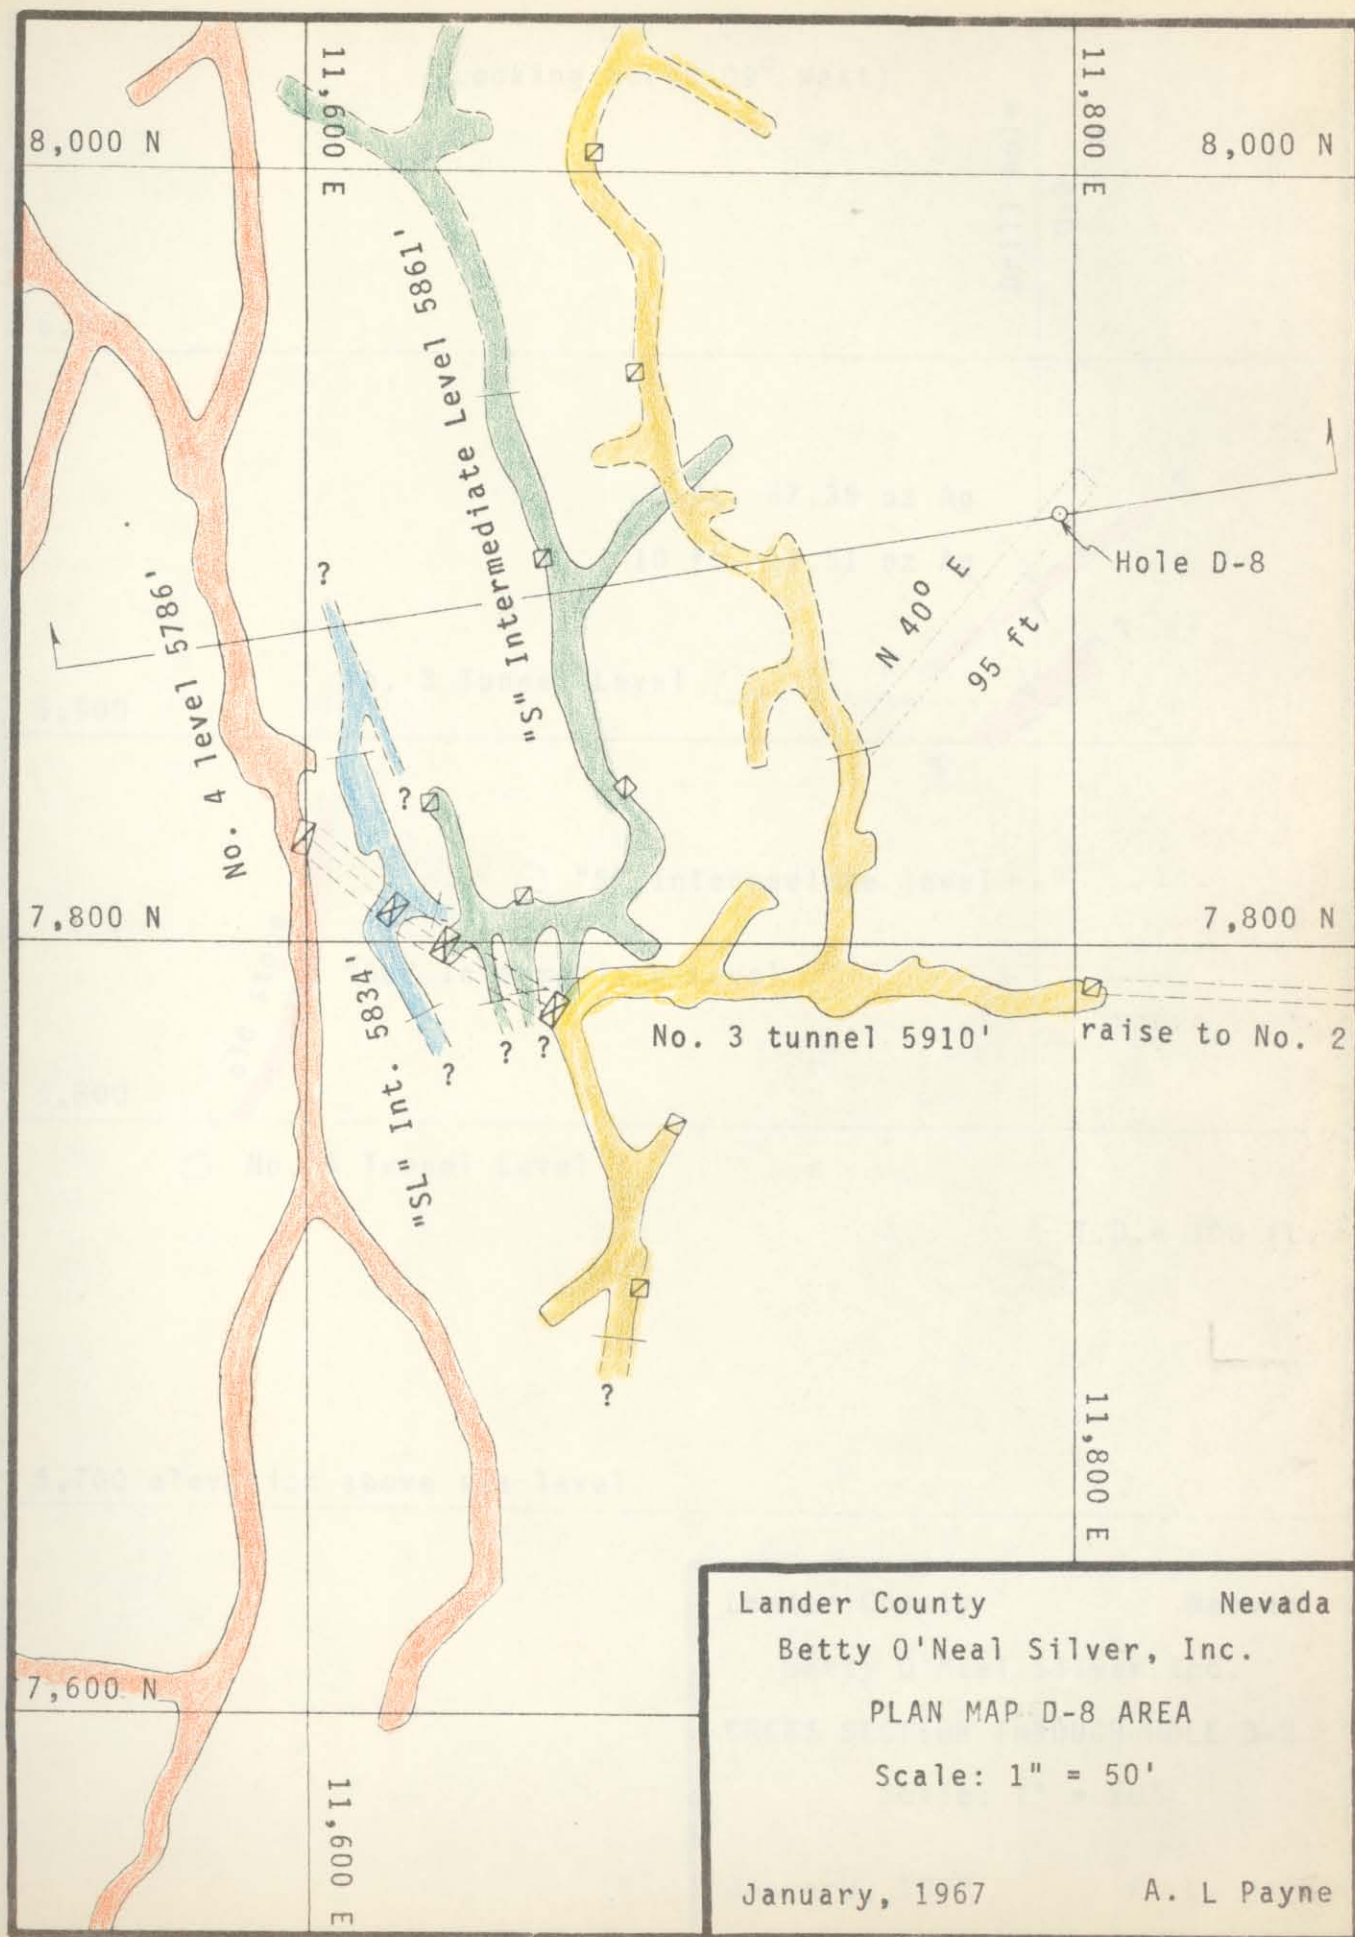 11,600 E
11,800 E
8,000 N
8,000 N
"S" Intermediate Level 5861'
No. 4 level 5786'
?
Hole D-8
N 40° E
95 ft
?
7,800 N
7,800 N
"SL" Int. 5834'
?
?
?
No. 3 tunnel 5910'
raise to No. 2
?
11,800 E
7,600 N
11,600 E
Lander County Nevada
Betty O'Neal Silver, Inc.
PLAN MAP D-8 AREA
Scale: 1" = 50'
January, 1967 A. L Payne